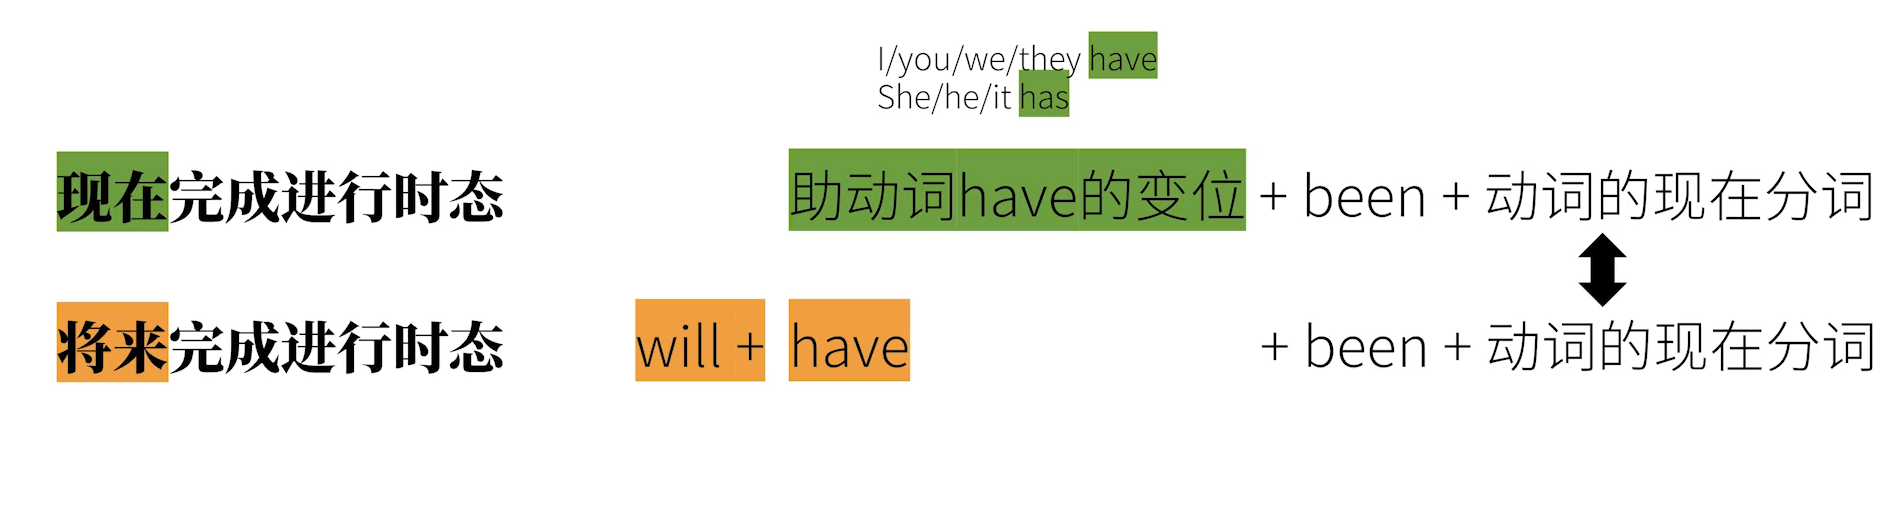 I/you/we/they have
She/he/it has
现在完成进行时态 助动词have的变位 + been + 动词的现在分词
将来完成进行时态 will + have + been + 动词的现在分词